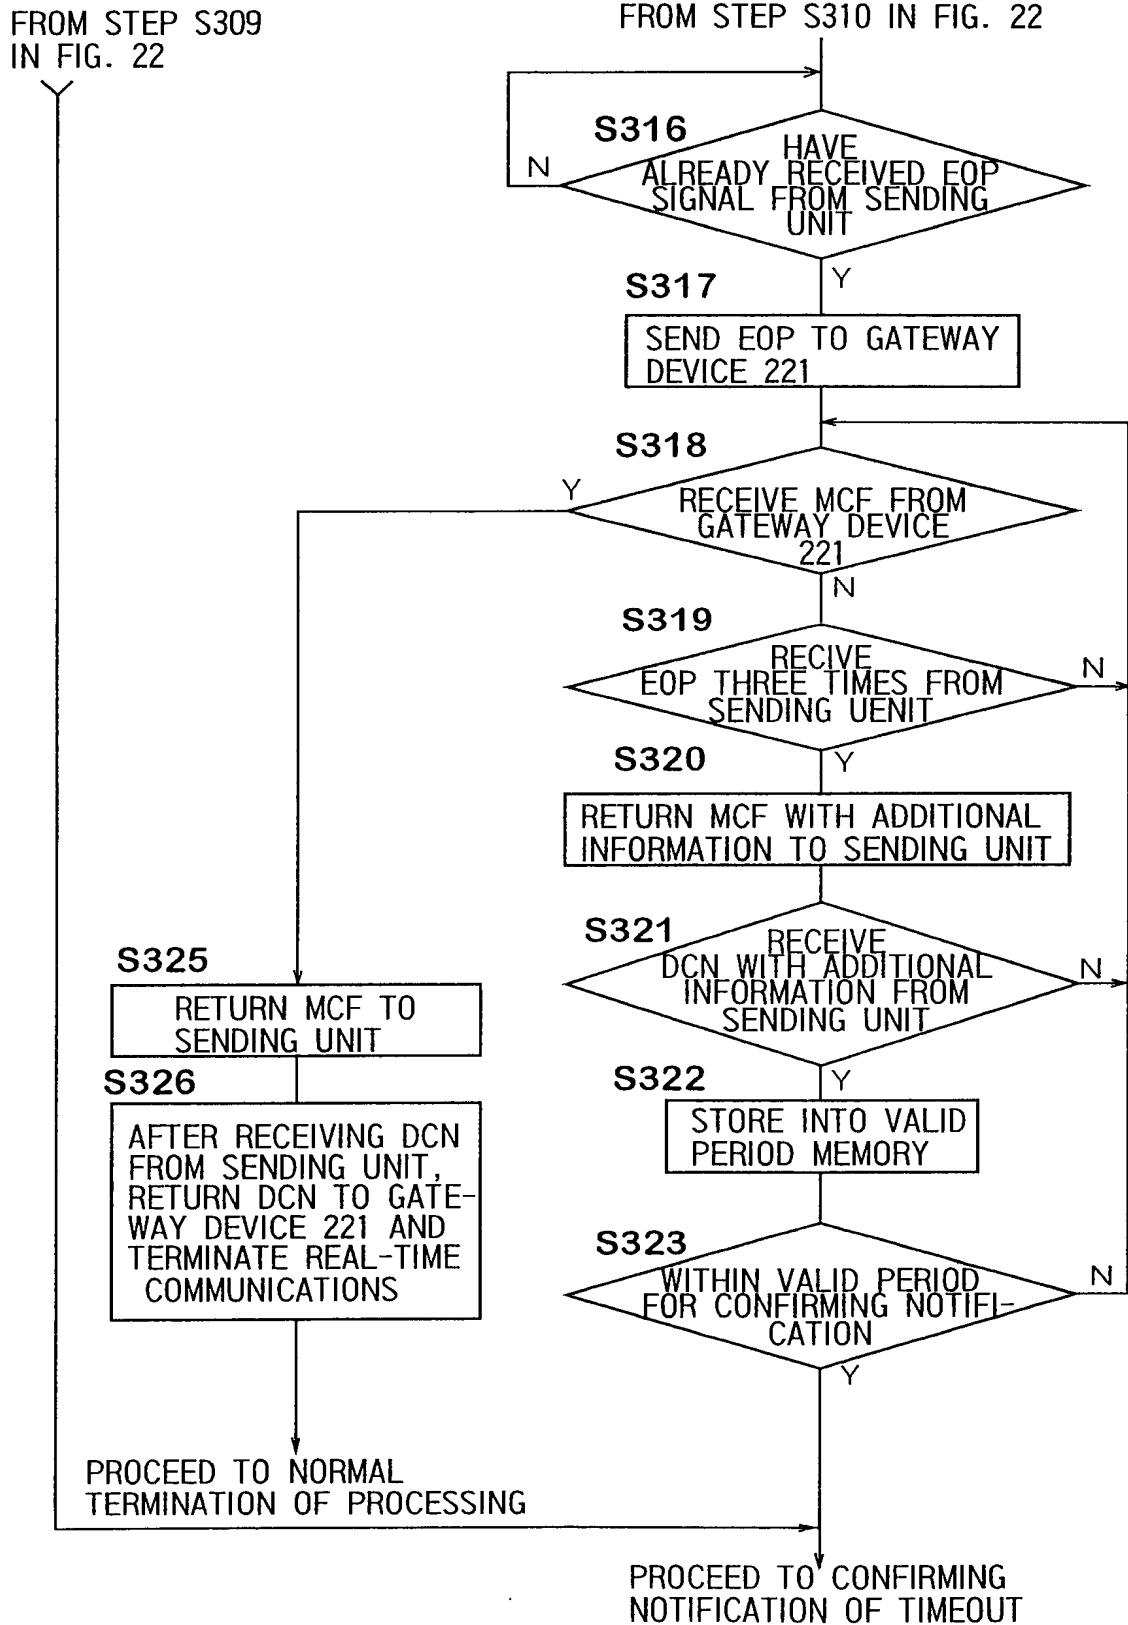 FROM STEP S309
IN FIG. 22
FROM STEP S310 IN FIG. 22
S316
HAVE
ALREADY RECEIVED EOP
SIGNAL FROM SENDING
UNIT
N
Y
S317
SEND EOP TO GATEWAY
DEVICE 221
S318
Y
RECEIVE MCF FROM
GATEWAY DEVICE
221
N
S319
RECIVE
EOP THREE TIMES FROM
SENDING UENIT
N
Y
S320
RETURN MCF WITH ADDITIONAL
INFORMATION TO SENDING UNIT
S321
RECEIVE
DCN WITH ADDITIONAL
INFORMATION FROM
SENDING UNIT
N
Y
S322
STORE INTO VALID
PERIOD MEMORY
S323
WITHIN VALID PERIOD
FOR CONFIRMING NOTIFI-
CATION
N
Y
S325
RETURN MCF TO
SENDING UNIT
S326
AFTER RECEIVING DCN
FROM SENDING UNIT,
RETURN DCN TO GATE-
WAY DEVICE 221 AND
TERMINATE REAL-TIME
COMMUNICATIONS
PROCEED TO NORMAL
TERMINATION OF PROCESSING
PROCEED TO CONFIRMING
NOTIFICATION OF TIMEOUT